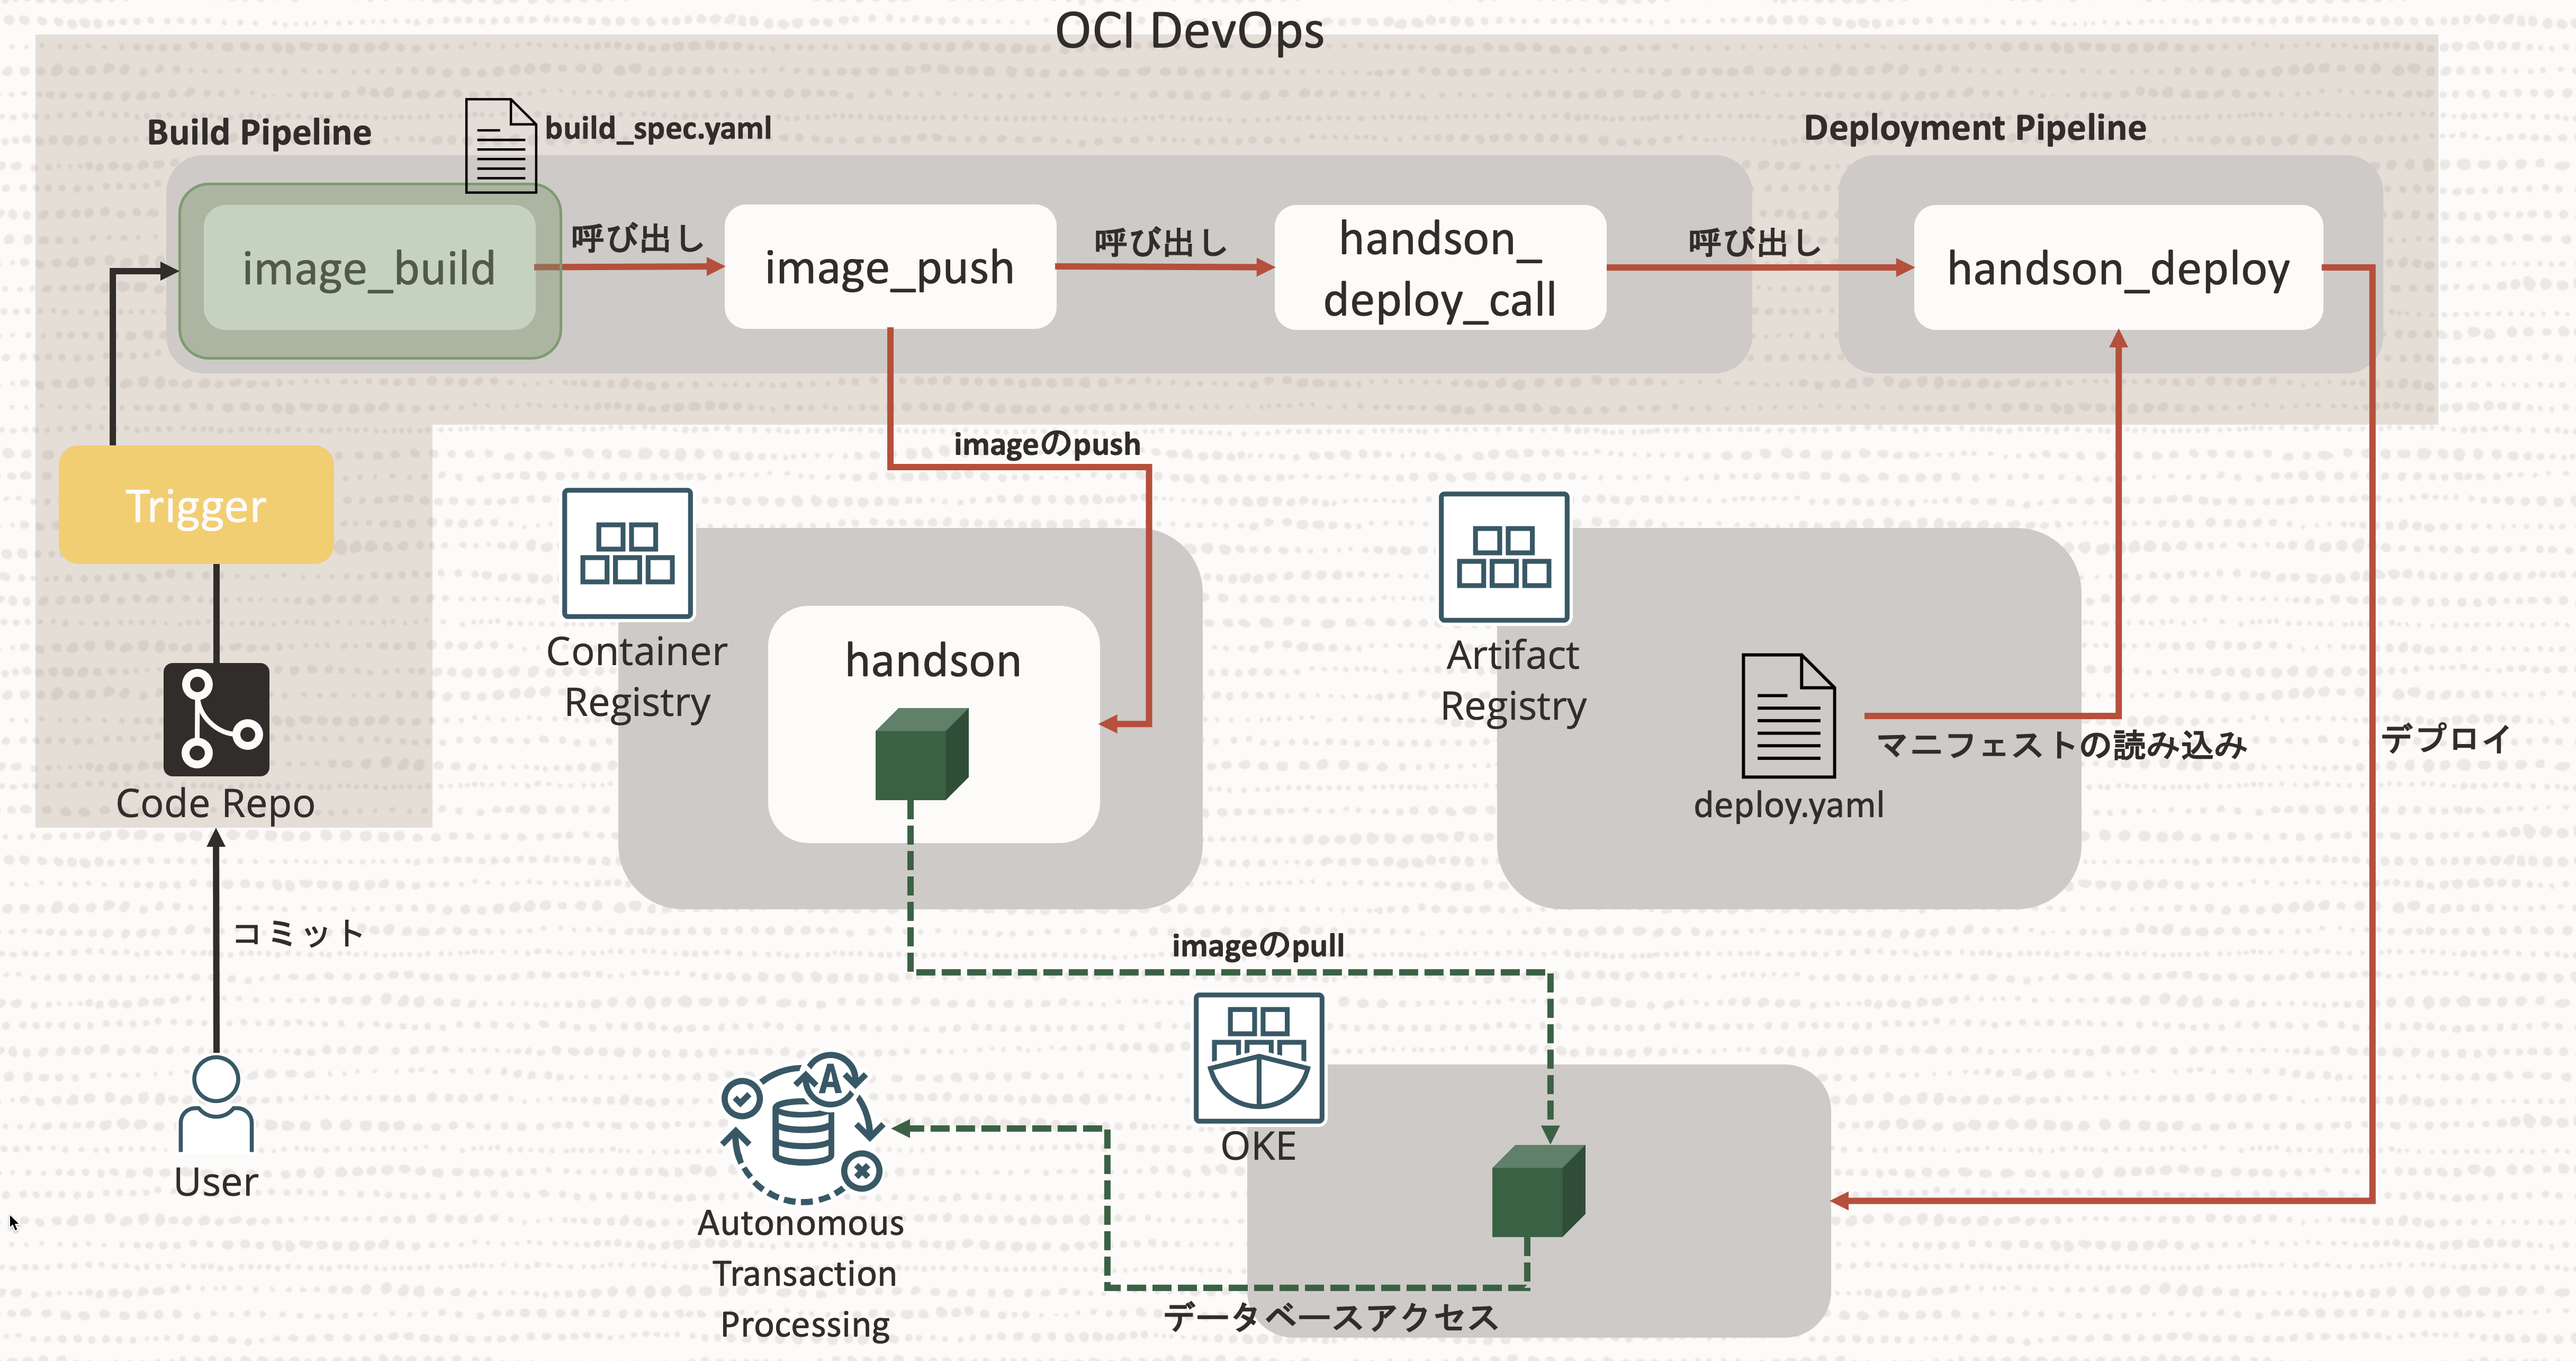 OCI DevOps
Build Pipeline
build_spec.yaml
Deployment Pipeline
image_build
呼び出し
image_push
呼び出し
handson_
deploy_call
呼び出し
handson_deploy
imageのpush
Trigger
Container
Registry
handson
Artifact
Registry
deploy.yaml
マニフェストの読み込み
デプロイ
Code Repo
コミット
imageのpull
OKE
User
Autonomous
Transaction
Processing
A
データベースアクセス